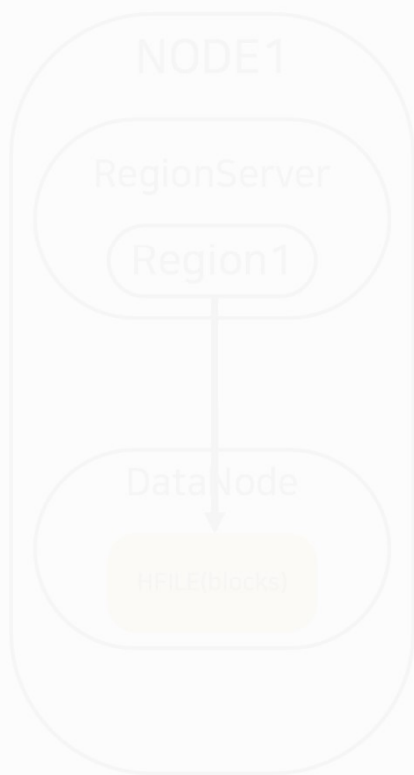 NODE1
RegionServer
Region1
DataNode
HFILE(blocks)